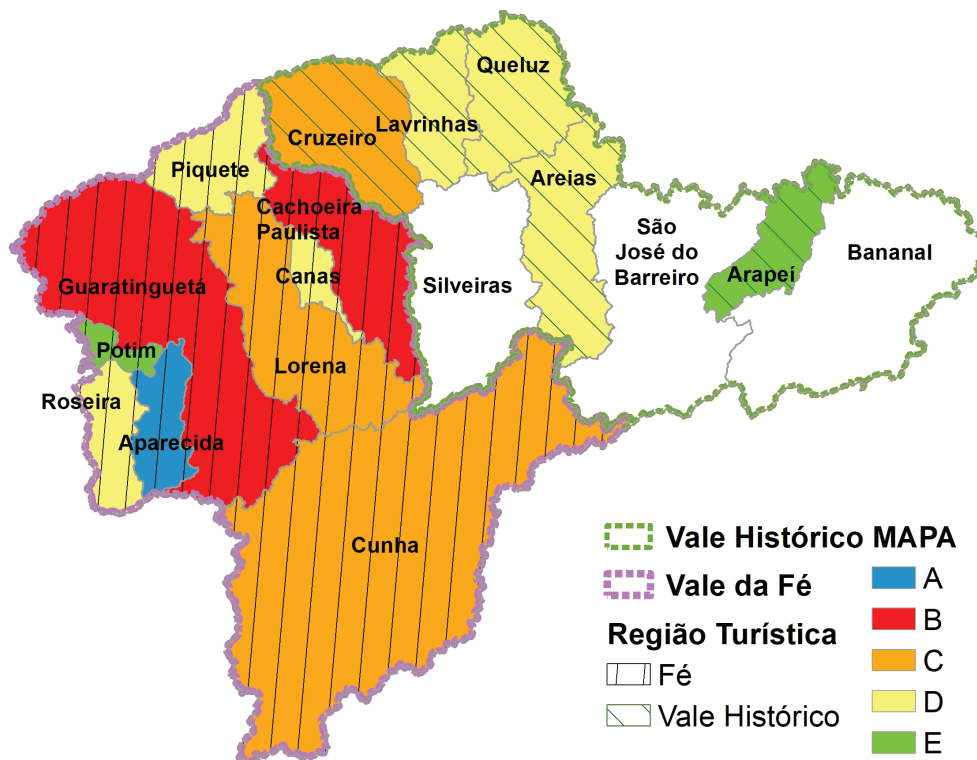 Queluz
Lavrinhas
Cruzeiro
Piquete
Areias
Cachoeira
Paulista
São
José do
Barreiro
Bananal
Canas
Silveiras
Arapeí
Guaratinguetá
Potim
Lorena
Roseira
Aparecida
Cunha
Vale Histórico
Vale da Fé
Região Turística
Fé
Vale Histórico
MAPA
A
B
C
D
E